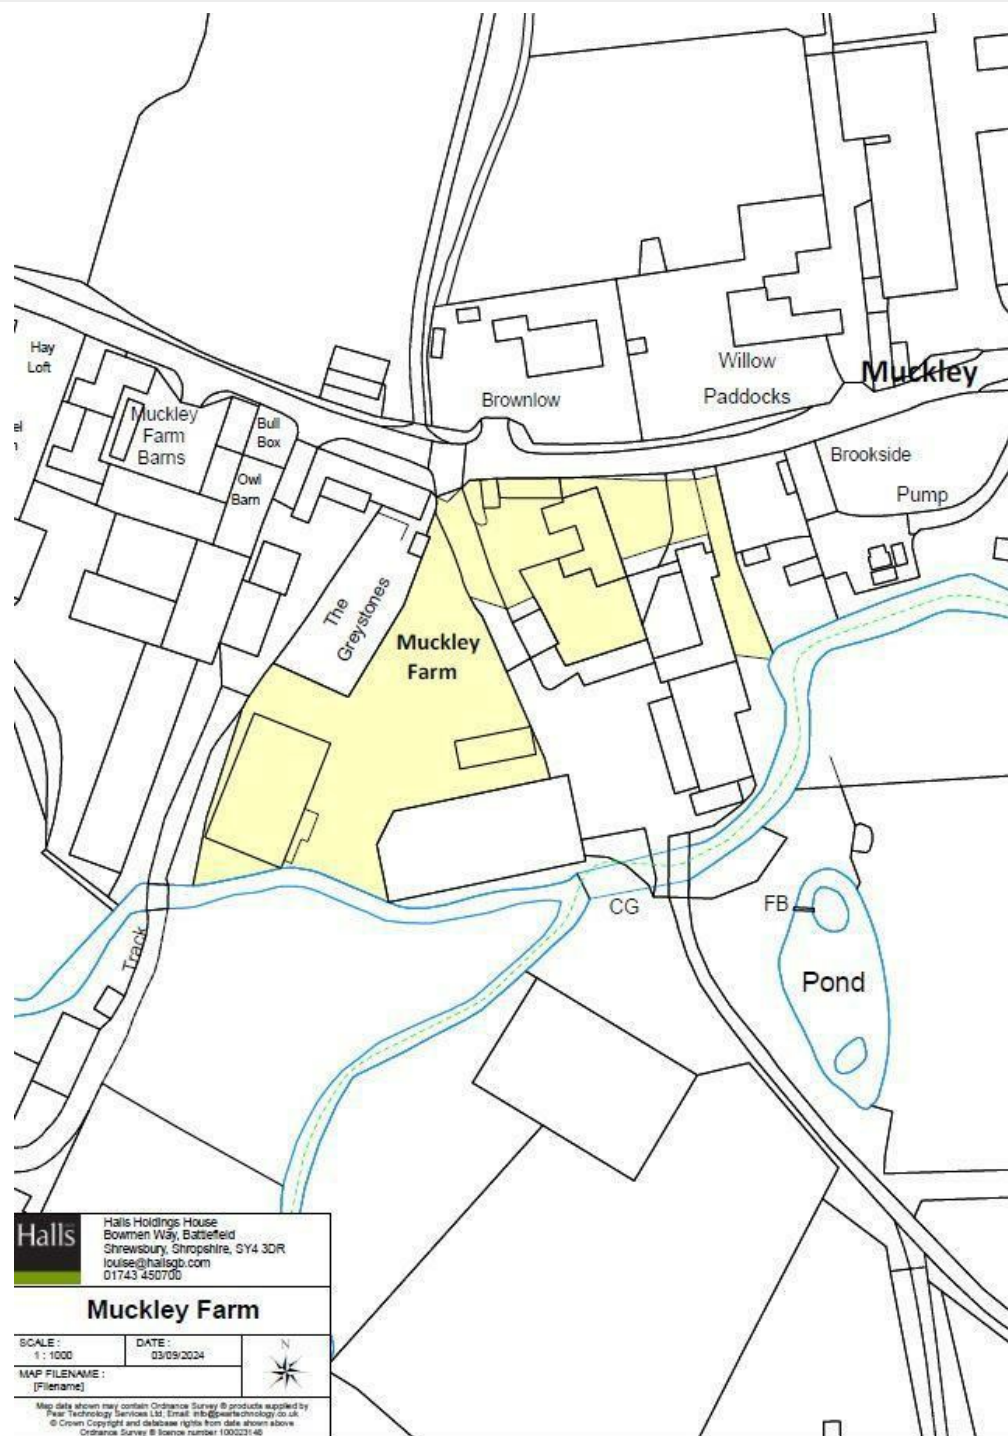 Hay
Loft
el
Muckley
Farm
Barns
Bull
Box
Owl
Barn
Brownlow
Willow
Paddocks
Muckley
Brookside
Pump
The
Greystones
Muckley
Farm
CG
FB
Pond
Track
Halls
Halls Holdings House
Bowmen Way, Battlefield
Shrewsbury, Shropshire, SY4 3DR
louise@hallsgb.com
01743 450700
Muckley Farm
SCALE :
1 : 1000
DATE :
03/09/2024
N
MAP FILENAME :
[Filename]
Map data shown may contain Ordnance Survey ® products supplied by
Pear Technology Services Ltd; Email: info@peartechnology.co.uk
© Crown Copyright and database rights from date shown above
Ordnance Survey ® licence number 100023148